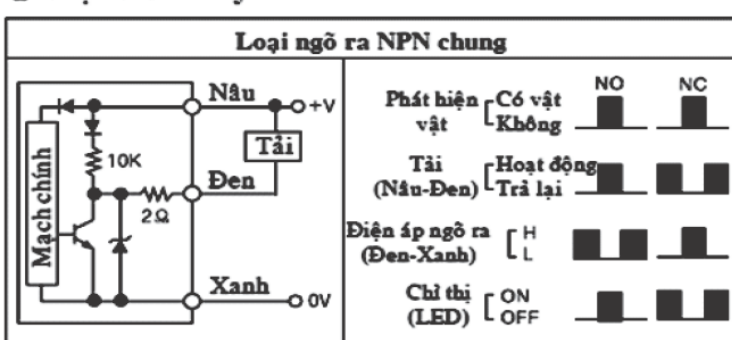 Loại ngõ ra NPN chung
Nâu
+V
Tải
10K
Đen
2Ω
Mạch chính
Xanh
0V
NO NC
Phát hiện vật Có vật
Không
Tải Hoạt động
(Nâu-Đen) Trả lại
Điện áp ngõ ra H
(Đen-Xanh) L
Chỉ thị ON
(LED) OFF